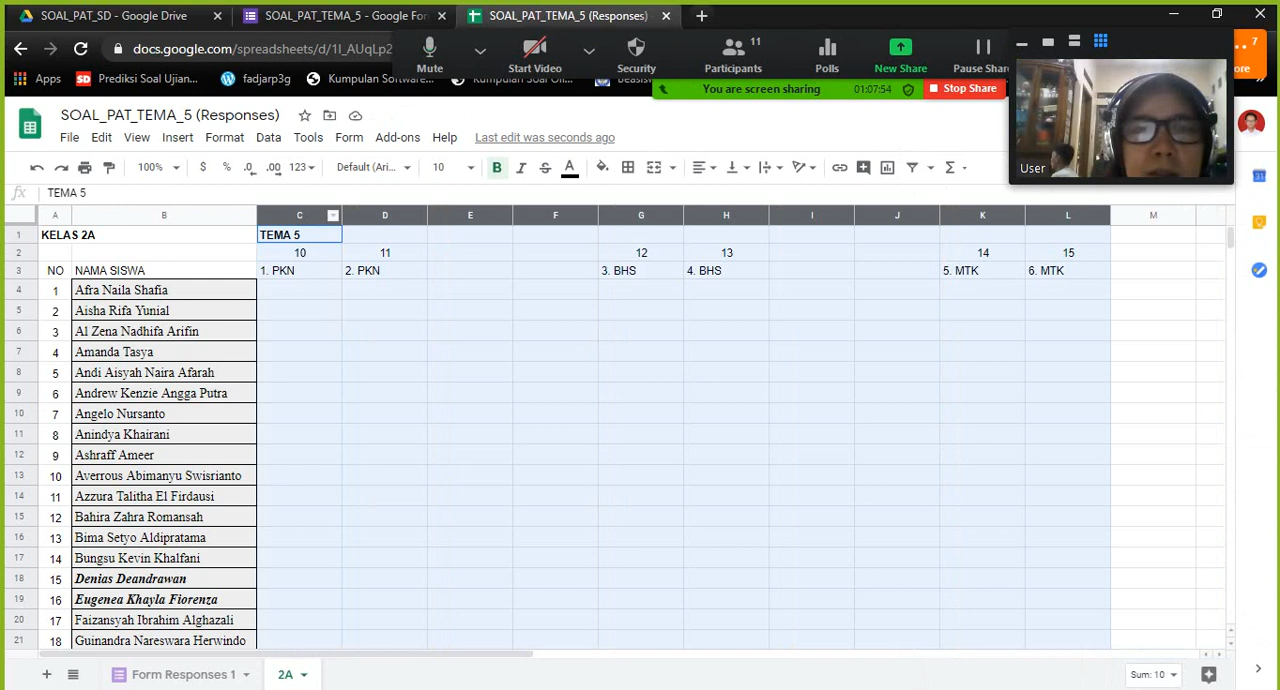 SOAL_PAT_SD - Google Drive
SOAL_PAT_TEMA_5 - Google For
SOAL_PAT_TEMA_5 (Responses)
docs.google.com/spreadsheets/d/1I_AUqLp2
Mute
Start Video
Security
11
Participants
Polls
New Share
Pause Shar
7
ore
Apps
SD Prediksi Soal Ujian...
fadjarp3g
Kumpulan Software...
You are screen sharing
01:07:54
Stop Share
User
SOAL_PAT_TEMA_5 (Responses)
File Edit View Insert Format Data Tools Form Add-ons Help Last edit was seconds ago
100% $ % .0 .00 123 Default (Ari... 10 B I S A Σ
fx TEMA 5
A B C D E F G H I J K L M
1 KELAS 2A TEMA 5
2 10 11 12 13 14 15
3 NO NAMA SISWA 1. PKN 2. PKN 3. BHS 4. BHS 5. MTK 6. MTK
4 1 Afra Naila Shafia
5 2 Aisha Rifa Yunial
6 3 Al Zena Nadhifa Arifin
7 4 Amanda Tasya
8 5 Andi Aisyah Naira Afarah
9 6 Andrew Kenzie Angga Putra
10 7 Angelo Nursanto
11 8 Anindya Khairani
12 9 Ashraff Ameer
13 10 Averrous Abimanyu Swisrianto
14 11 Azzura Talitha El Firdausi
15 12 Bahira Zahra Romansah
16 13 Bima Setyo Aldipratama
17 14 Bungsu Kevin Khalfani
18 15 Denias Deandrawan
19 16 Eugenea Khayla Fiorenza
20 17 Faizansyah Ibrahim Alghazali
21 18 Guinandra Nareswara Herwindo
Form Responses 1
2A
Sum: 10